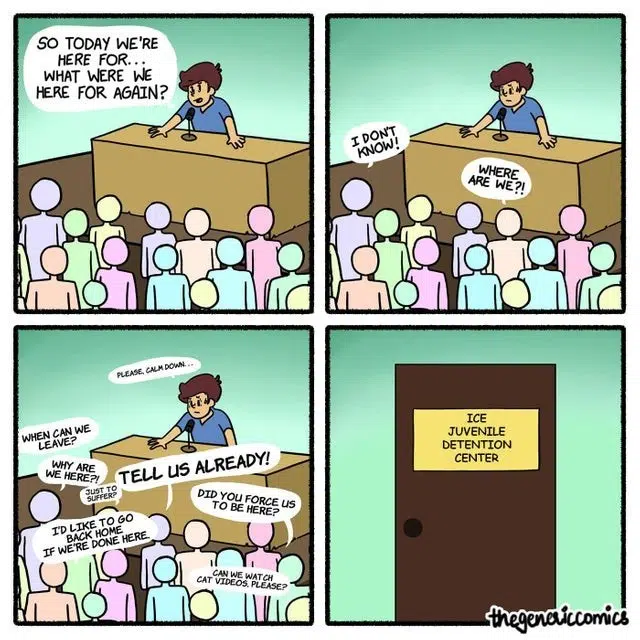 SO TODAY WE'RE
HERE FOR...
WHAT WERE WE
HERE FOR AGAIN?
I DON'T
KNOW!
WHERE
ARE WE?!
PLEASE, CALM DOWN...
WHEN CAN WE
LEAVE?
WHY ARE
WE HERE?!
JUST TO
SUFFER?
TELL US ALREADY!
DID YOU FORCE US
TO BE HERE?
I'D LIKE TO GO
BACK HOME
IF WE'RE DONE HERE.
CAN WE WATCH
CAT VIDEOS, PLEASE?
ICE
JUVENILE
DETENTION
CENTER
thegenericcomics